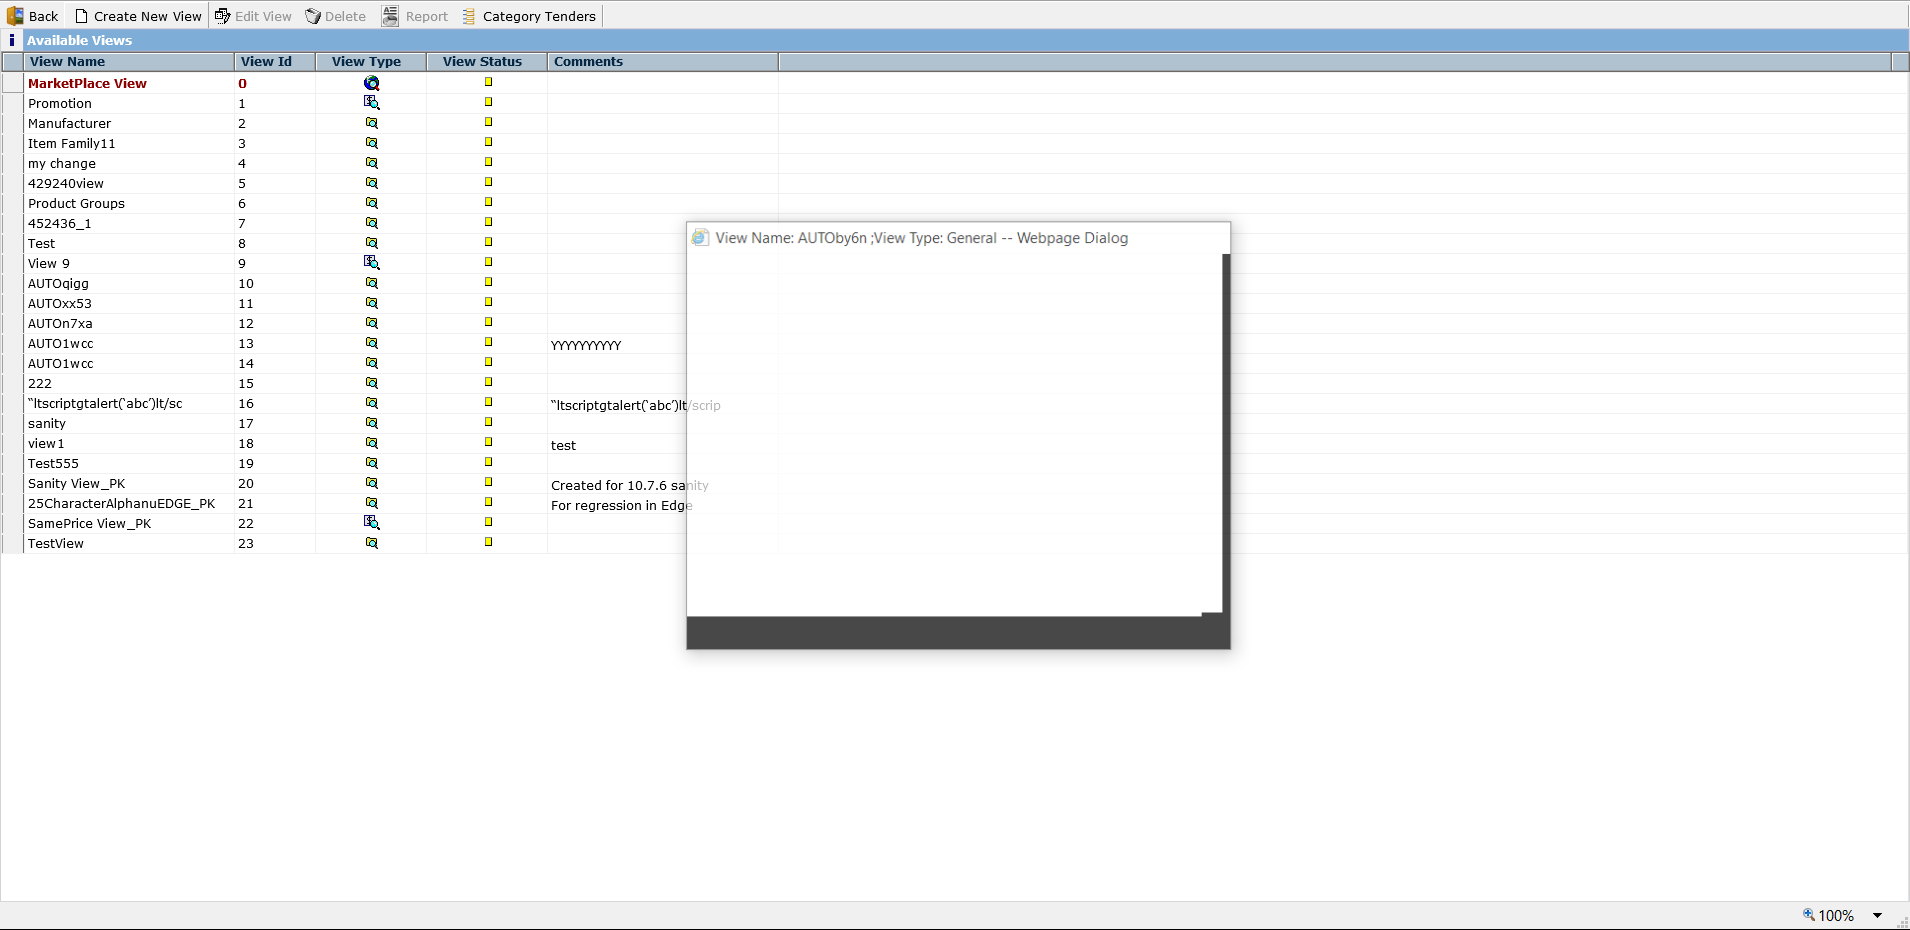 Back Create New View Edit View Delete Report Category Tenders
i Available Views
View Name View Id View Type View Status Comments
MarketPlace View 0
Promotion 1
Manufacturer 2
Item Family11 3
my change 4
429240view 5
Product Groups 6
452436_1 7
Test 8
View 9 9
AUTOqigg 10
AUTOxx53 11
AUTOn7xa 12
AUTO1wcc 13 YYYYYYYYYY
AUTO1wcc 14
222 15
“ltscriptgtalert(‘abc’)lt/sc 16 “ltscriptgtalert(‘abc’)lt/scrip
sanity 17
view1 18 test
Test555 19
Sanity View_PK 20 Created for 10.7.6 sanity
25CharacterAlphanuEDGE_PK 21 For regression in Edge
SamePrice View_PK 22
TestView 23
View Name: AUTOby6n ;View Type: General -- Webpage Dialog
100%